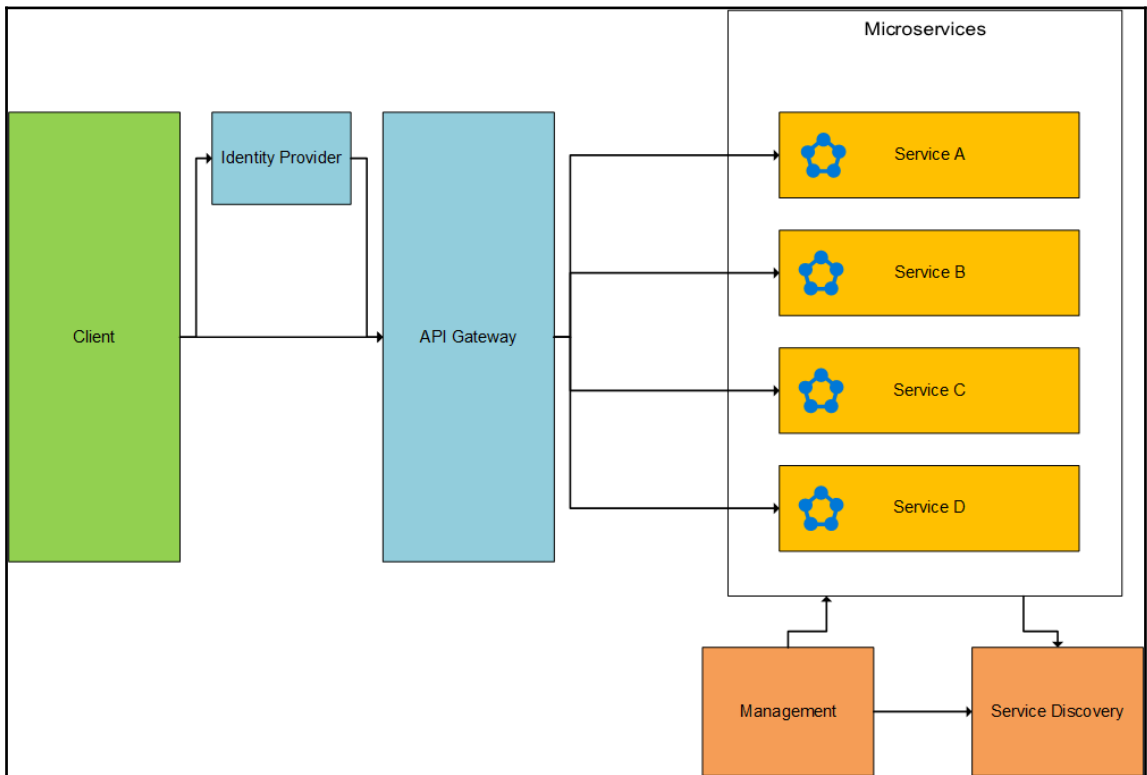 Microservices
Identity Provider
Service A
Service B
Client
API Gateway
Service C
Service D
Management
Service Discovery